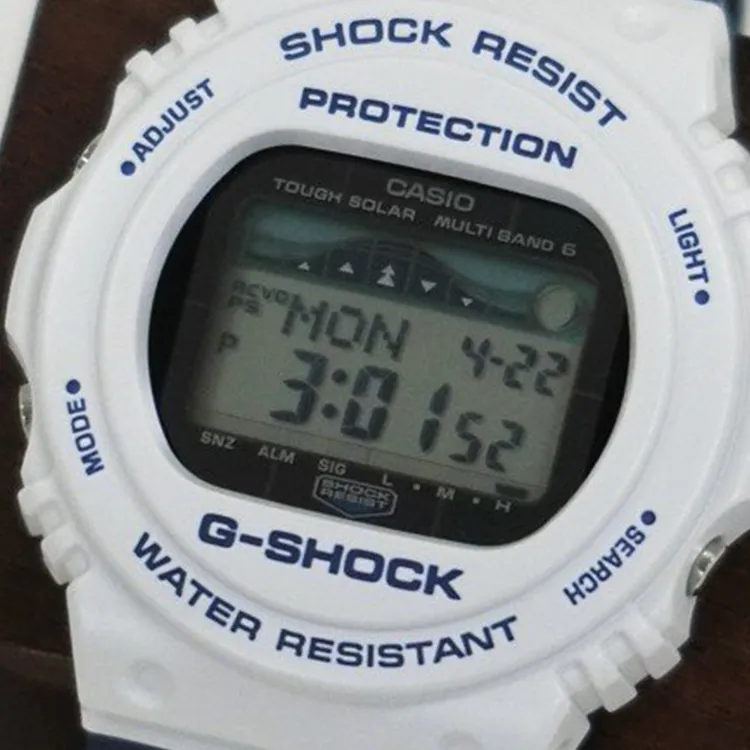 SHOCK RESIST
PROTECTION
•ADJUST
LIGHT•
CASIO
TOUGH SOLAR MULTI BAND 6
RCVD
PS
MON 4-22
P 3:01 52
SNZ ALM SIG L • M • H
SHOCK
RESIST
MODE•
•SEARCH
G-SHOCK
WATER RESISTANT